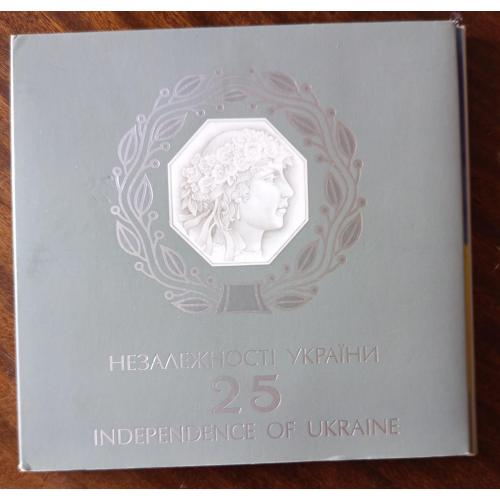 НЕЗАЛЕЖНОСТІ УКРАЇНИ
25
INDEPENDENCE OF UKRAINE